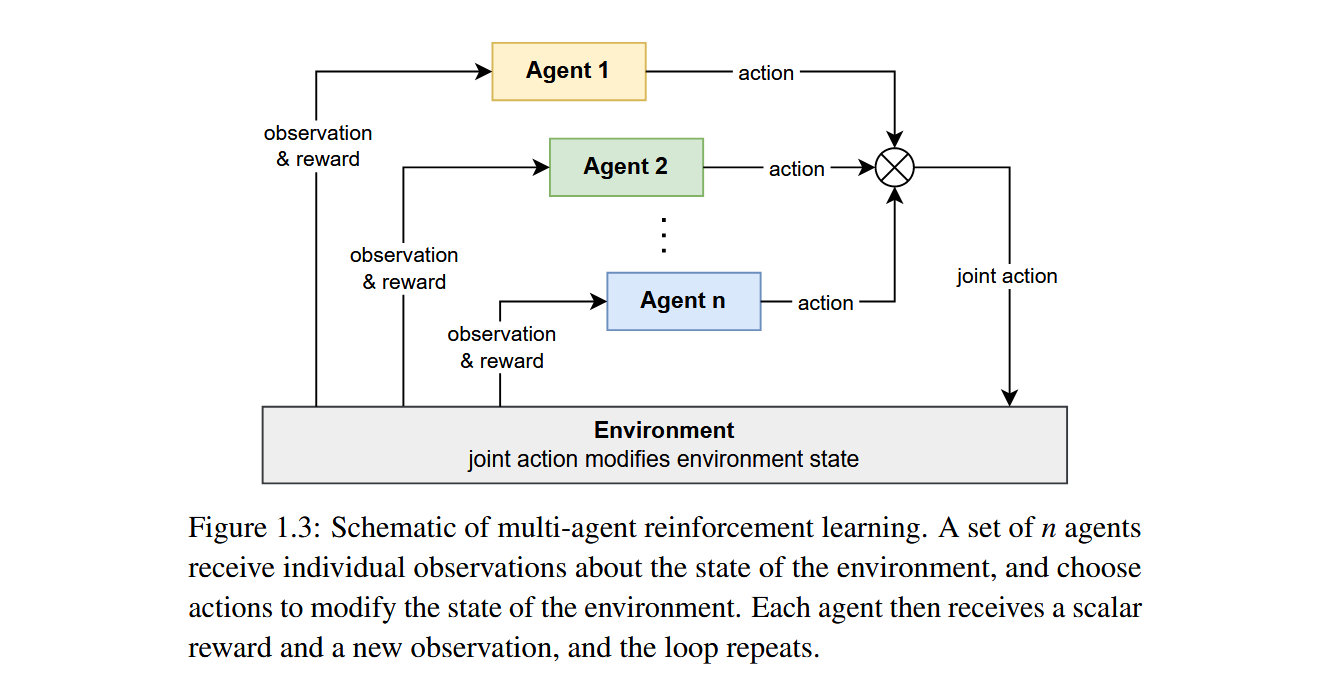 Agent 1
action
observation
& reward
Agent 2
action
observation
& reward
Agent n
action
joint action
observation
& reward
Environment
joint action modifies environment state
Figure 1.3: Schematic of multi-agent reinforcement learning. A set of n agents
receive individual observations about the state of the environment, and choose
actions to modify the state of the environment. Each agent then receives a scalar
reward and a new observation, and the loop repeats.